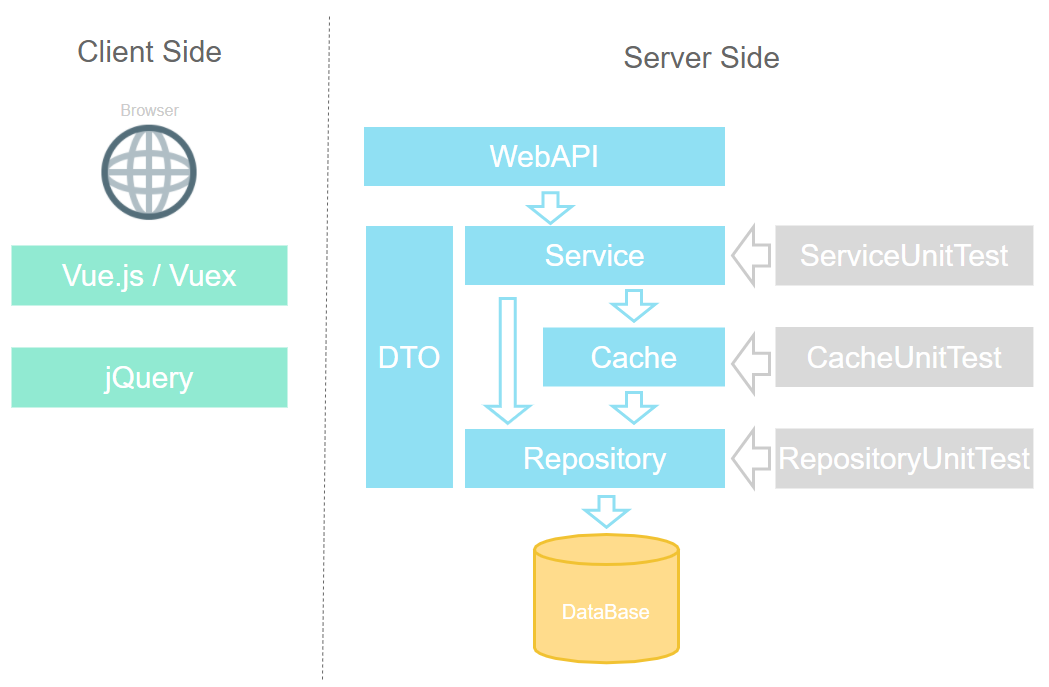 Client Side
Browser
Vue.js / Vuex
jQuery
Server Side
WebAPI
DTO
Service
Cache
Repository
DataBase
ServiceUnitTest
CacheUnitTest
RepositoryUnitTest